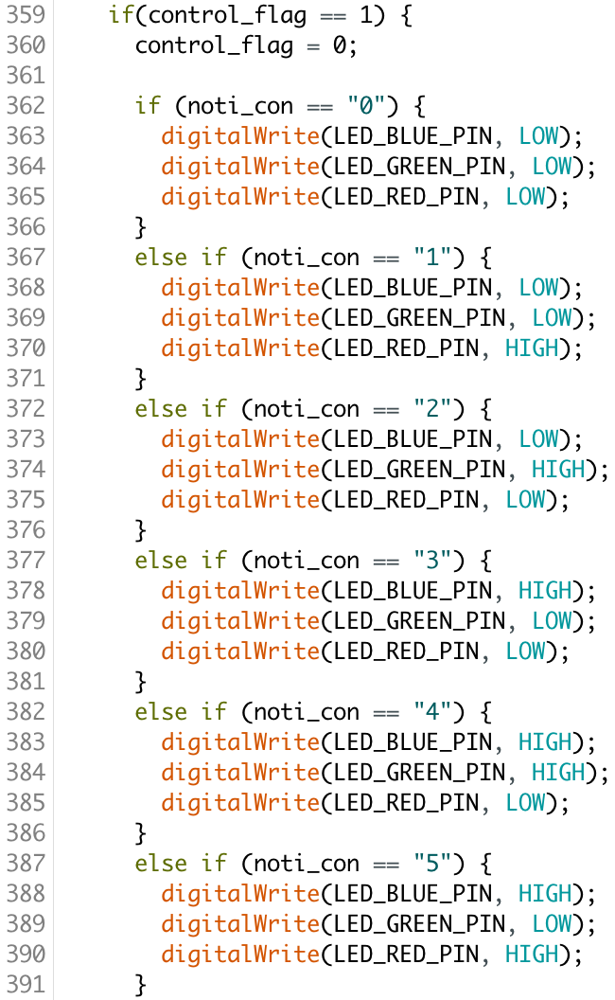 359 if(control_flag == 1) {
360 control_flag = 0;
361
362 if (noti_con == "0") {
363 digitalWrite(LED_BLUE_PIN, LOW);
364 digitalWrite(LED_GREEN_PIN, LOW);
365 digitalWrite(LED_RED_PIN, LOW);
366 }
367 else if (noti_con == "1") {
368 digitalWrite(LED_BLUE_PIN, LOW);
369 digitalWrite(LED_GREEN_PIN, LOW);
370 digitalWrite(LED_RED_PIN, HIGH);
371 }
372 else if (noti_con == "2") {
373 digitalWrite(LED_BLUE_PIN, LOW);
374 digitalWrite(LED_GREEN_PIN, HIGH);
375 digitalWrite(LED_RED_PIN, LOW);
376 }
377 else if (noti_con == "3") {
378 digitalWrite(LED_BLUE_PIN, HIGH);
379 digitalWrite(LED_GREEN_PIN, LOW);
380 digitalWrite(LED_RED_PIN, LOW);
381 }
382 else if (noti_con == "4") {
383 digitalWrite(LED_BLUE_PIN, HIGH);
384 digitalWrite(LED_GREEN_PIN, HIGH);
385 digitalWrite(LED_RED_PIN, LOW);
386 }
387 else if (noti_con == "5") {
388 digitalWrite(LED_BLUE_PIN, HIGH);
389 digitalWrite(LED_GREEN_PIN, LOW);
390 digitalWrite(LED_RED_PIN, HIGH);
391 }